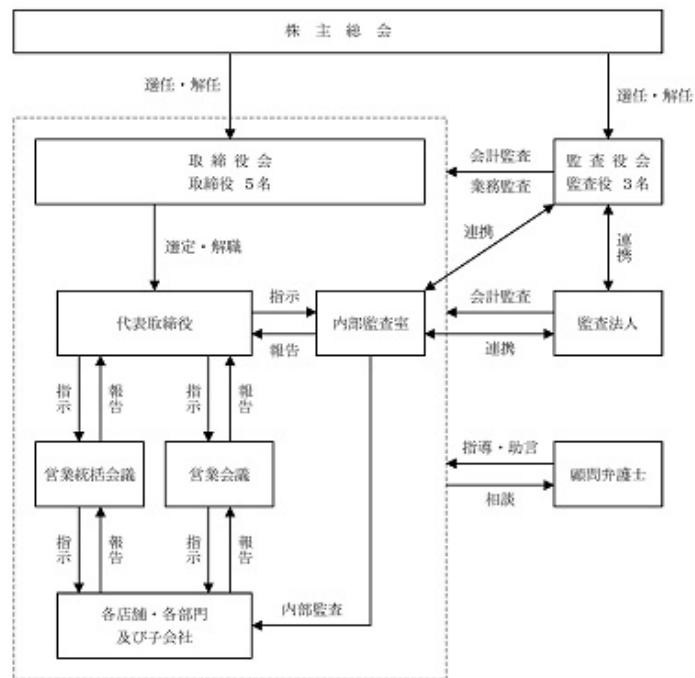 株 主 総 会
選任・解任
選任・解任
取 締 役 会
取締役 5名
会計監査
業務監査
監 査 役 会
監査役 3名
選定・解職
連携
連携
代表取締役
指示
報告
内部監査室
会計監査
連携
監査法人
指示
報告
指示
報告
営業統括会議
営業会議
指導・助言
相談
顧問弁護士
指示
報告
指示
報告
各店舗・各部門
及び子会社
内部監査